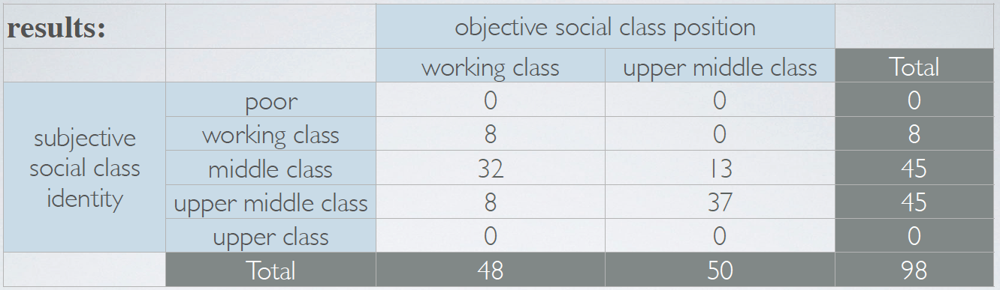 results:
objective social class position
working class upper middle class Total
poor 0 0 0
working class 8 0 8
subjective
social class
identity
middle class 32 13 45
upper middle class 8 37 45
upper class 0 0 0
Total 48 50 98